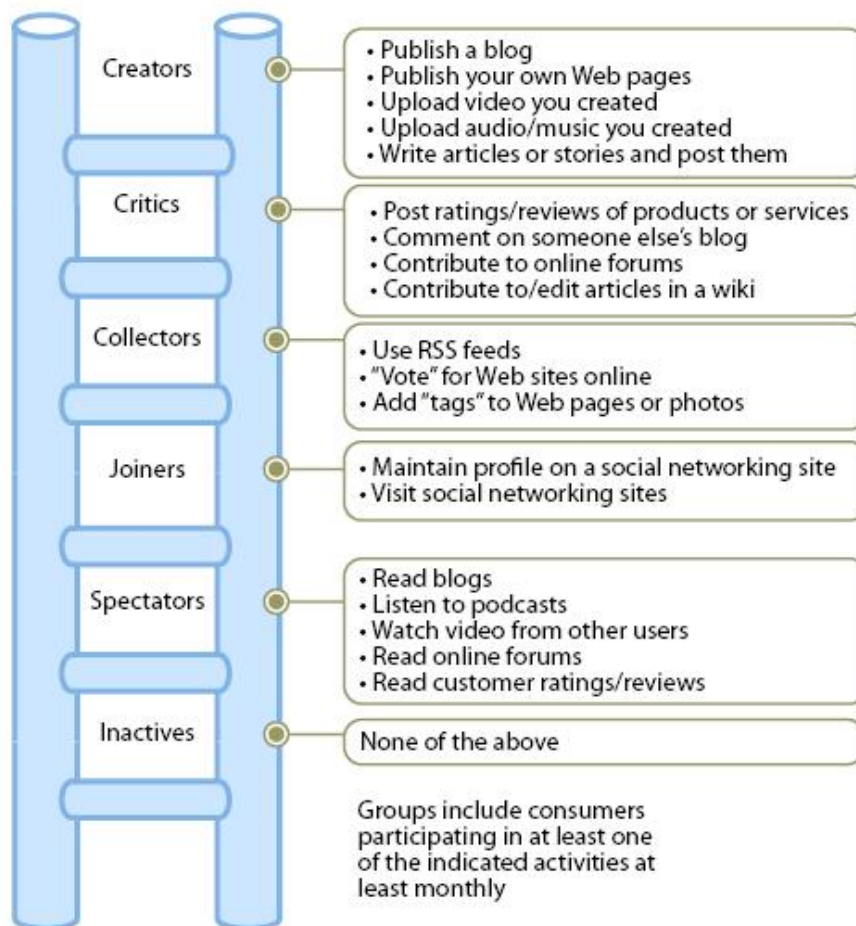 Creators
• Publish a blog
• Publish your own Web pages
• Upload video you created
• Upload audio/music you created
• Write articles or stories and post them
Critics
• Post ratings/reviews of products or services
• Comment on someone else’s blog
• Contribute to online forums
• Contribute to/edit articles in a wiki
Collectors
• Use RSS feeds
• “Vote” for Web sites online
• Add “tags” to Web pages or photos
Joiners
• Maintain profile on a social networking site
• Visit social networking sites
Spectators
• Read blogs
• Listen to podcasts
• Watch video from other users
• Read online forums
• Read customer ratings/reviews
Inactives
None of the above
Groups include consumers
participating in at least one
of the indicated activities at
least monthly